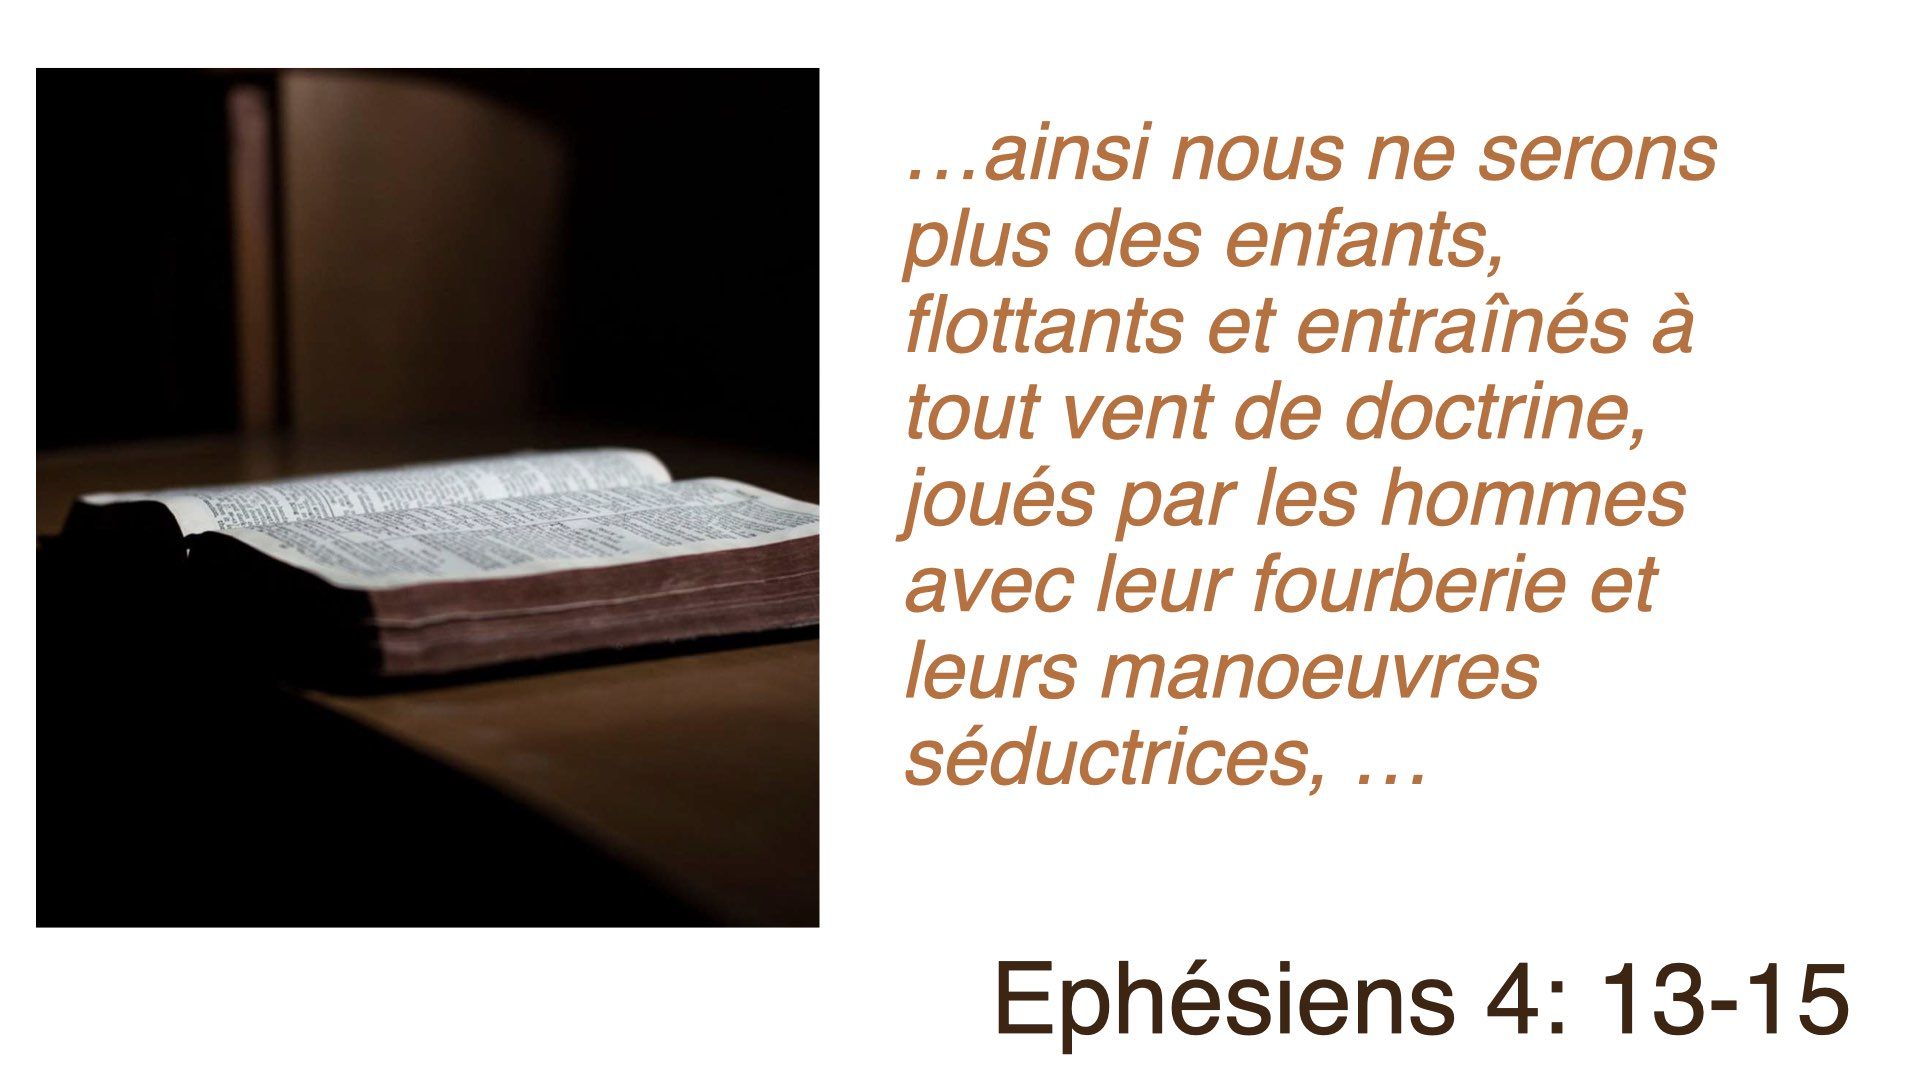 …ainsi nous ne serons
plus des enfants,
flottants et entraînés à
tout vent de doctrine,
joués par les hommes
avec leur fourberie et
leurs manoeuvres
séductrices, …
Ephésiens 4: 13-15